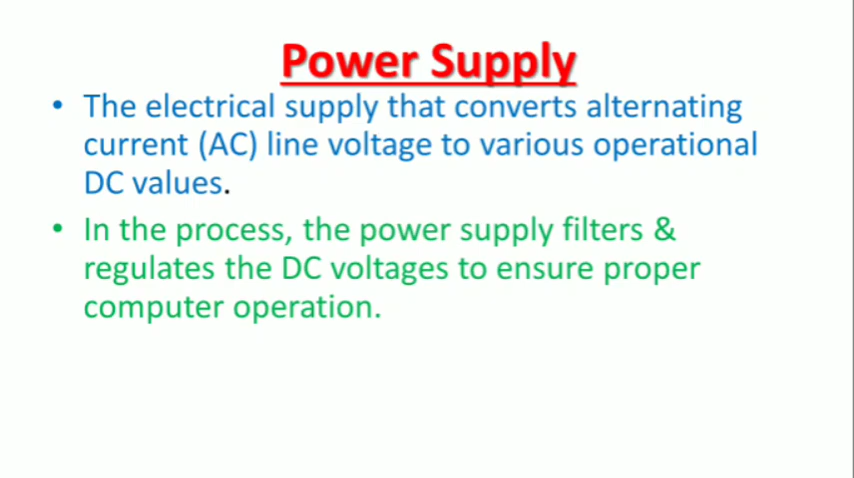 Power Supply
• The electrical supply that converts alternating
current (AC) line voltage to various operational
DC values.
• In the process, the power supply filters &
regulates the DC voltages to ensure proper
computer operation.